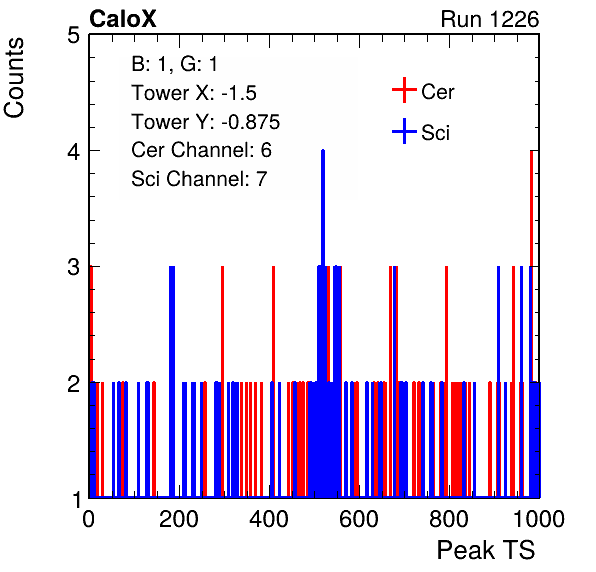 CaloX Run 1226
Counts
B: 1, G: 1
Tower X: -1.5
Tower Y: -0.875
Cer Channel: 6
Sci Channel: 7
Cer
Sci
5
4
3
2
1
0 200 400 600 800 1000
Peak TS